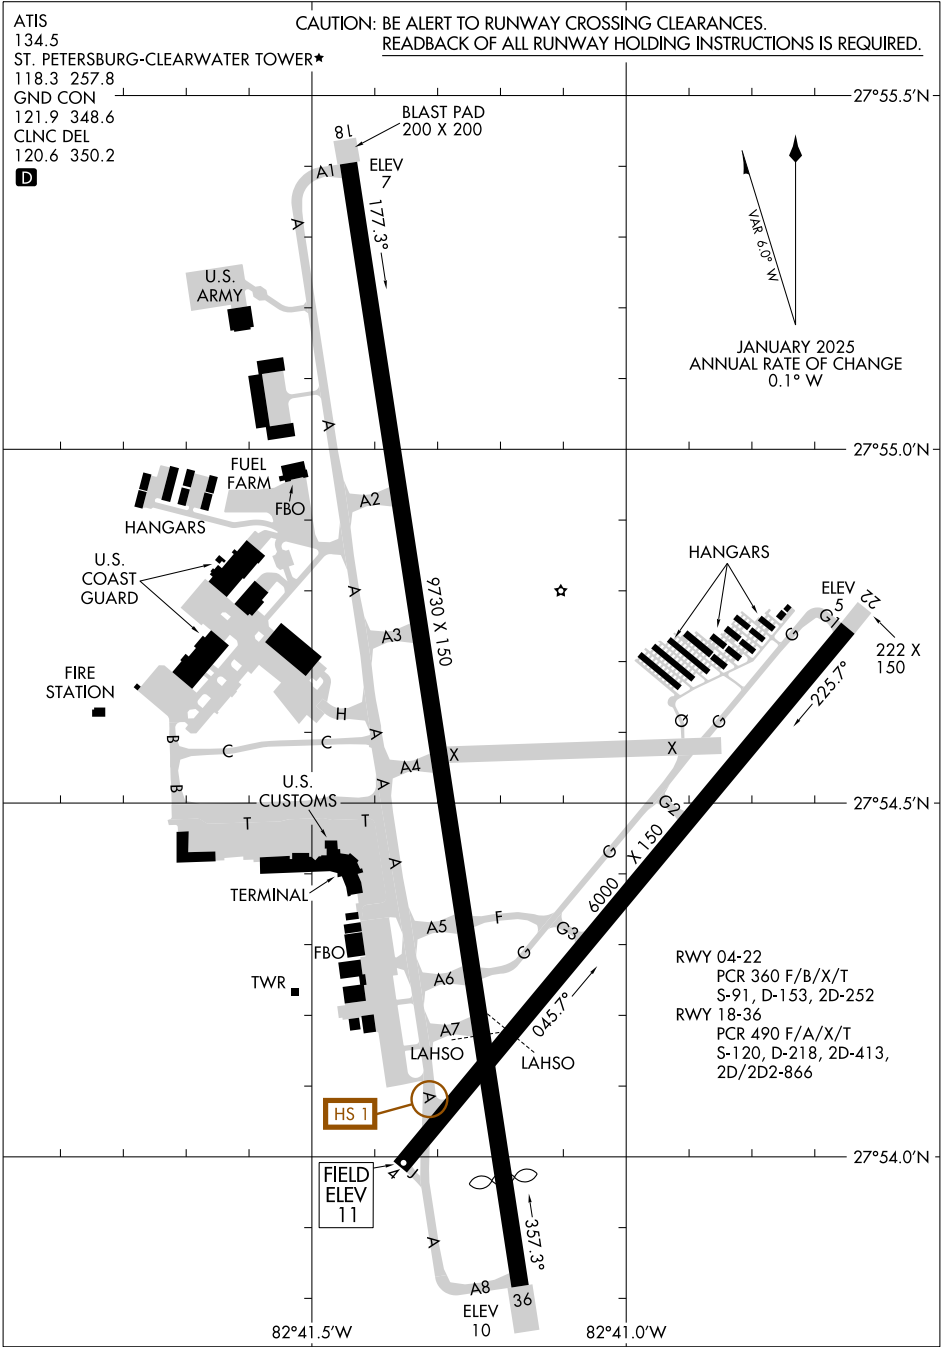 ATIS
134.5
ST. PETERSBURG-CLEARWATER TOWER★
118.3 257.8
GND CON
121.9 348.6
CLNC DEL
120.6 350.2
D
CAUTION: BE ALERT TO RUNWAY CROSSING CLEARANCES.
READBACK OF ALL RUNWAY HOLDING INSTRUCTIONS IS REQUIRED.
27°55.5'N
BLAST PAD
200 X 200
18
ELEV
7
A1
177.3°
A
VAR 6.0° W
JANUARY 2025
ANNUAL RATE OF CHANGE
0.1° W
U.S.
ARMY
A
27°55.0'N
FUEL
FARM
FBO
A2
HANGARS
U.S.
COAST
GUARD
A
9730 X 150
HANGARS
ELEV
5
22
G1
G
222 X
150
225.7°
A3
FIRE
STATION
H
B
C
C
A
A4
X
X
Q
G
B
A
U.S.
CUSTOMS
T
T
G2
27°54.5'N
A
G
6000 X 150
TERMINAL
A5
F
G3
G
FBO
TWR
A6
045.7°
A7
LAHSO
LAHSO
RWY 04-22
PCR 360 F/B/X/T
S-91, D-153, 2D-252
RWY 18-36
PCR 490 F/A/X/T
S-120, D-218, 2D-413,
2D/2D2-866
A
HS 1
27°54.0'N
FIELD
ELEV
11
4
J
A
357.3°
A8
36
ELEV
10
82°41.5'W
82°41.0'W